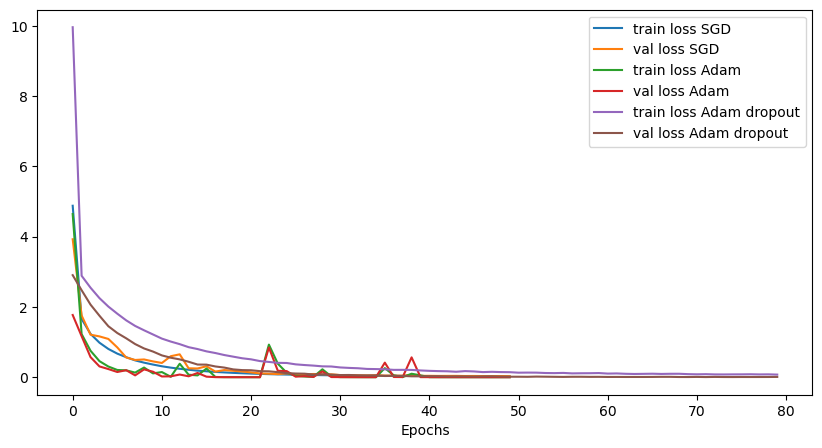 10
8
6
4
2
0
train loss SGD
val loss SGD
train loss Adam
val loss Adam
train loss Adam dropout
val loss Adam dropout
0 10 20 30 40 50 60 70 80
Epochs